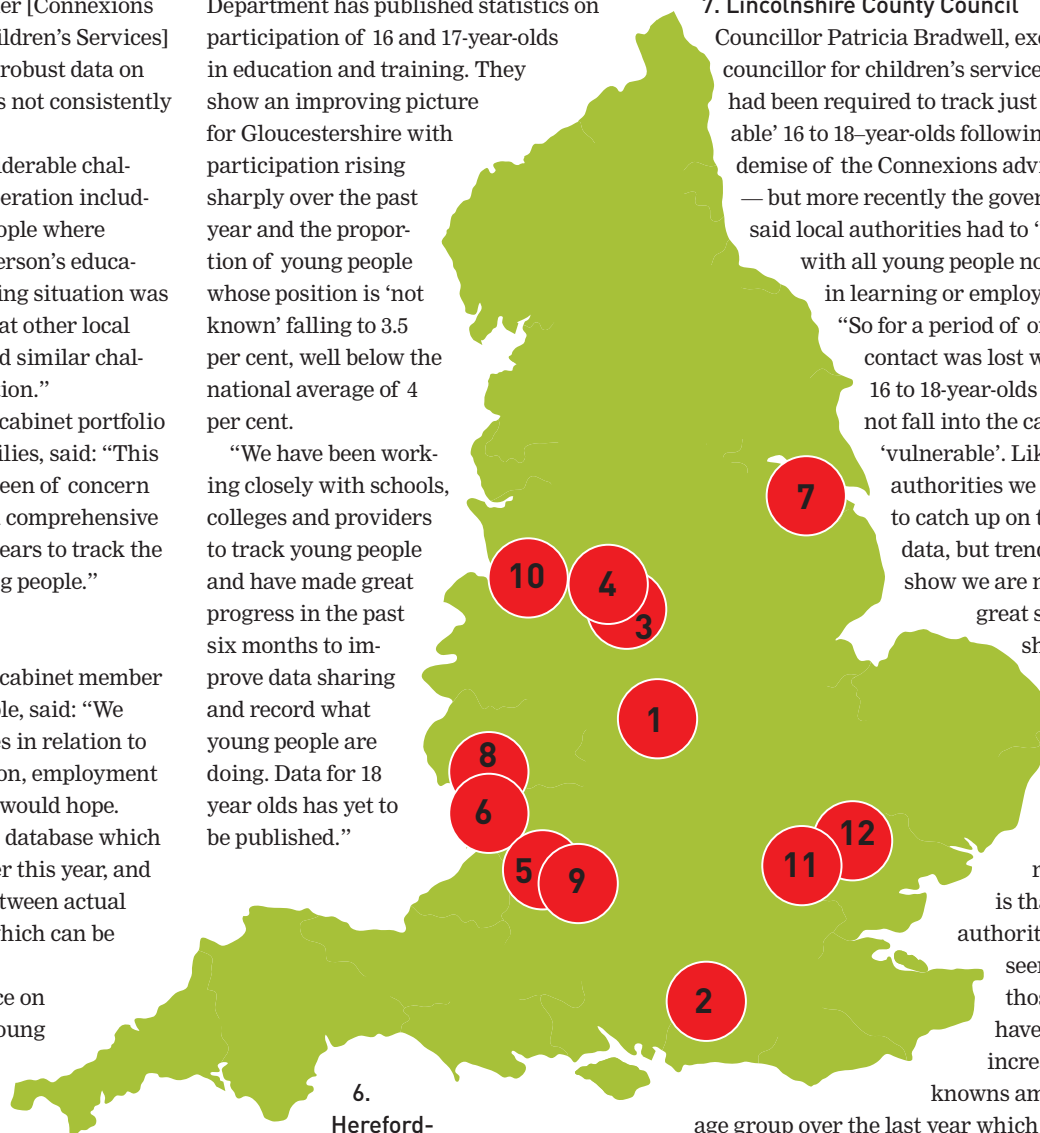 er [Connexions
ildren's Services]
robust data on
s not consistently
nderable chal-
eration includ-
ople where
erson's educa-
ing situation was
at other local
d similar chal-
ion."
cabinet portfolio
ilies, said: "This
een of concern
comprehensive
ears to track the
g people."
cabinet member
ple, said: "We
es in relation to
on, employment
would hope.
database which
er this year, and
tween actual
which can be
ce on
oung
Department has published statistics on
participation of 16 and 17-year-olds
in education and training. They
show an improving picture
for Gloucestershire with
participation rising
sharply over the past
year and the propor-
tion of young people
whose position is 'not
known' falling to 3.5
per cent, well below the
national average of 4
per cent.
"We have been work-
ing closely with schools,
colleges and providers
to track young people
and have made great
progress in the past
six months to im-
prove data sharing
and record what
young people are
doing. Data for 18
year olds has yet to
be published."
6.
Hereford-
7. Lincolnshire County Council
Councillor Patricia Bradwell, exe
councillor for children's service
had been required to track just
able' 16 to 18–year-olds followin
demise of the Connexions advi
— but more recently the gover
said local authorities had to '
with all young people no
in learning or employ
"So for a period of o
contact was lost w
16 to 18-year-olds
not fall into the ca
'vulnerable'. Lik
authorities we
to catch up on t
data, but trend
show we are n
great s
sh
is tha
authorit
seen
thos
have
incre
knowns am
age group over the last year which
7
10
4
3
1
8
6
5
9
12
11
2